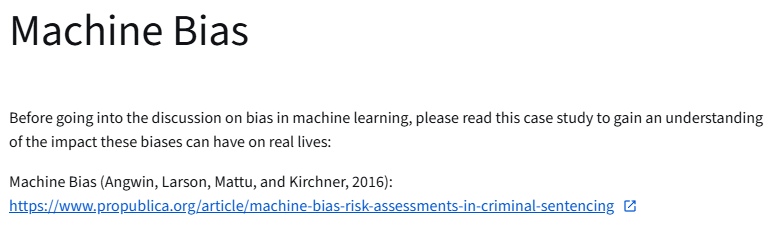 Machine Bias
Before going into the discussion on bias in machine learning, please read this case study to gain an understanding
of the impact these biases can have on real lives:
Machine Bias (Angwin, Larson, Mattu, and Kirchner, 2016):
https://www.propublica.org/article/machine-bias-risk-assessments-in-criminal-sentencing